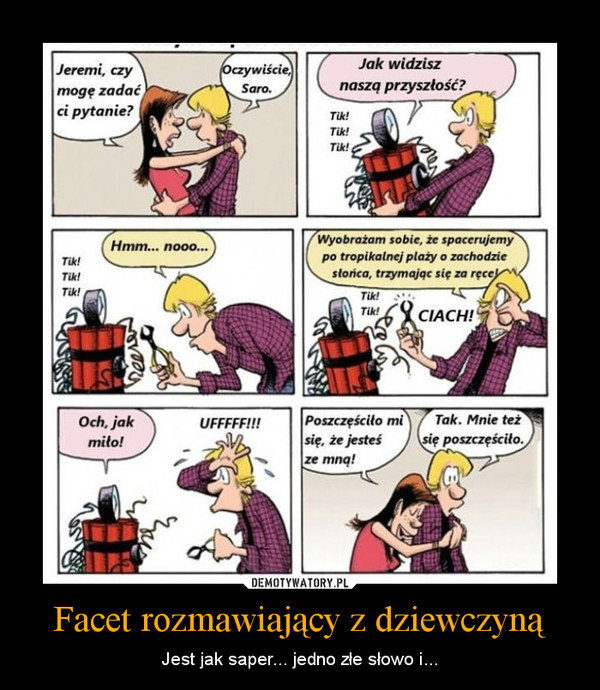 Jeremi, czy
mogę zadać
ci pytanie?
Oczywiście,
Saro.
Jak widzisz
naszą przyszłość?
Tik!
Tik!
Tik!
Hmm... nooo...
Tik!
Tik!
Tik!
Wyobrażam sobie, że spacerujemy
po tropikalnej plaży o zachodzie
słońca, trzymając się za ręce!
Tik!
Tik!
CIACH!
Och, jak
miło!
UFFFFF!!!
Poszczęściło mi
się, że jesteś
ze mną!
Tak. Mnie też
się poszczęściło.
DEMOTYWATORY.PL
Facet rozmawiający z dziewczyną
Jest jak saper... jedno złe słowo i...